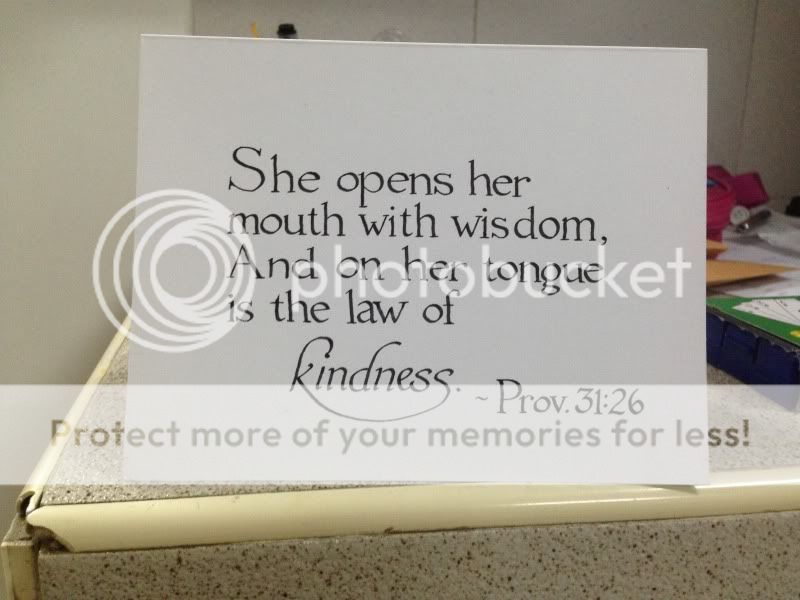 She opens her
mouth with wisdom,
And on her tongue
is the law of
kindness.
~ Prov. 31:26
photobucket
Protect more of your memories for less!